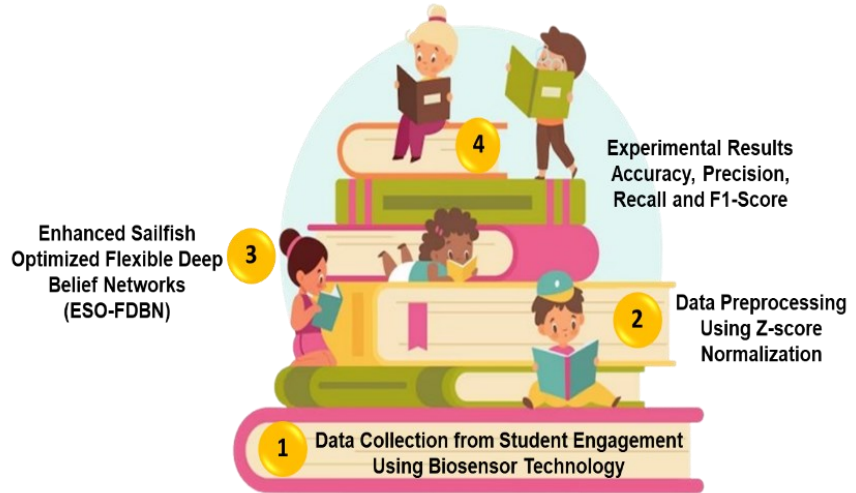 4
Experimental Results
Accuracy, Precision,
Recall and F1-Score
3
Enhanced Sailfish
Optimized Flexible Deep
Belief Networks
(ESO-FDBN)
2
Data Preprocessing
Using Z-score
Normalization
1
Data Collection from Student Engagement
Using Biosensor Technology